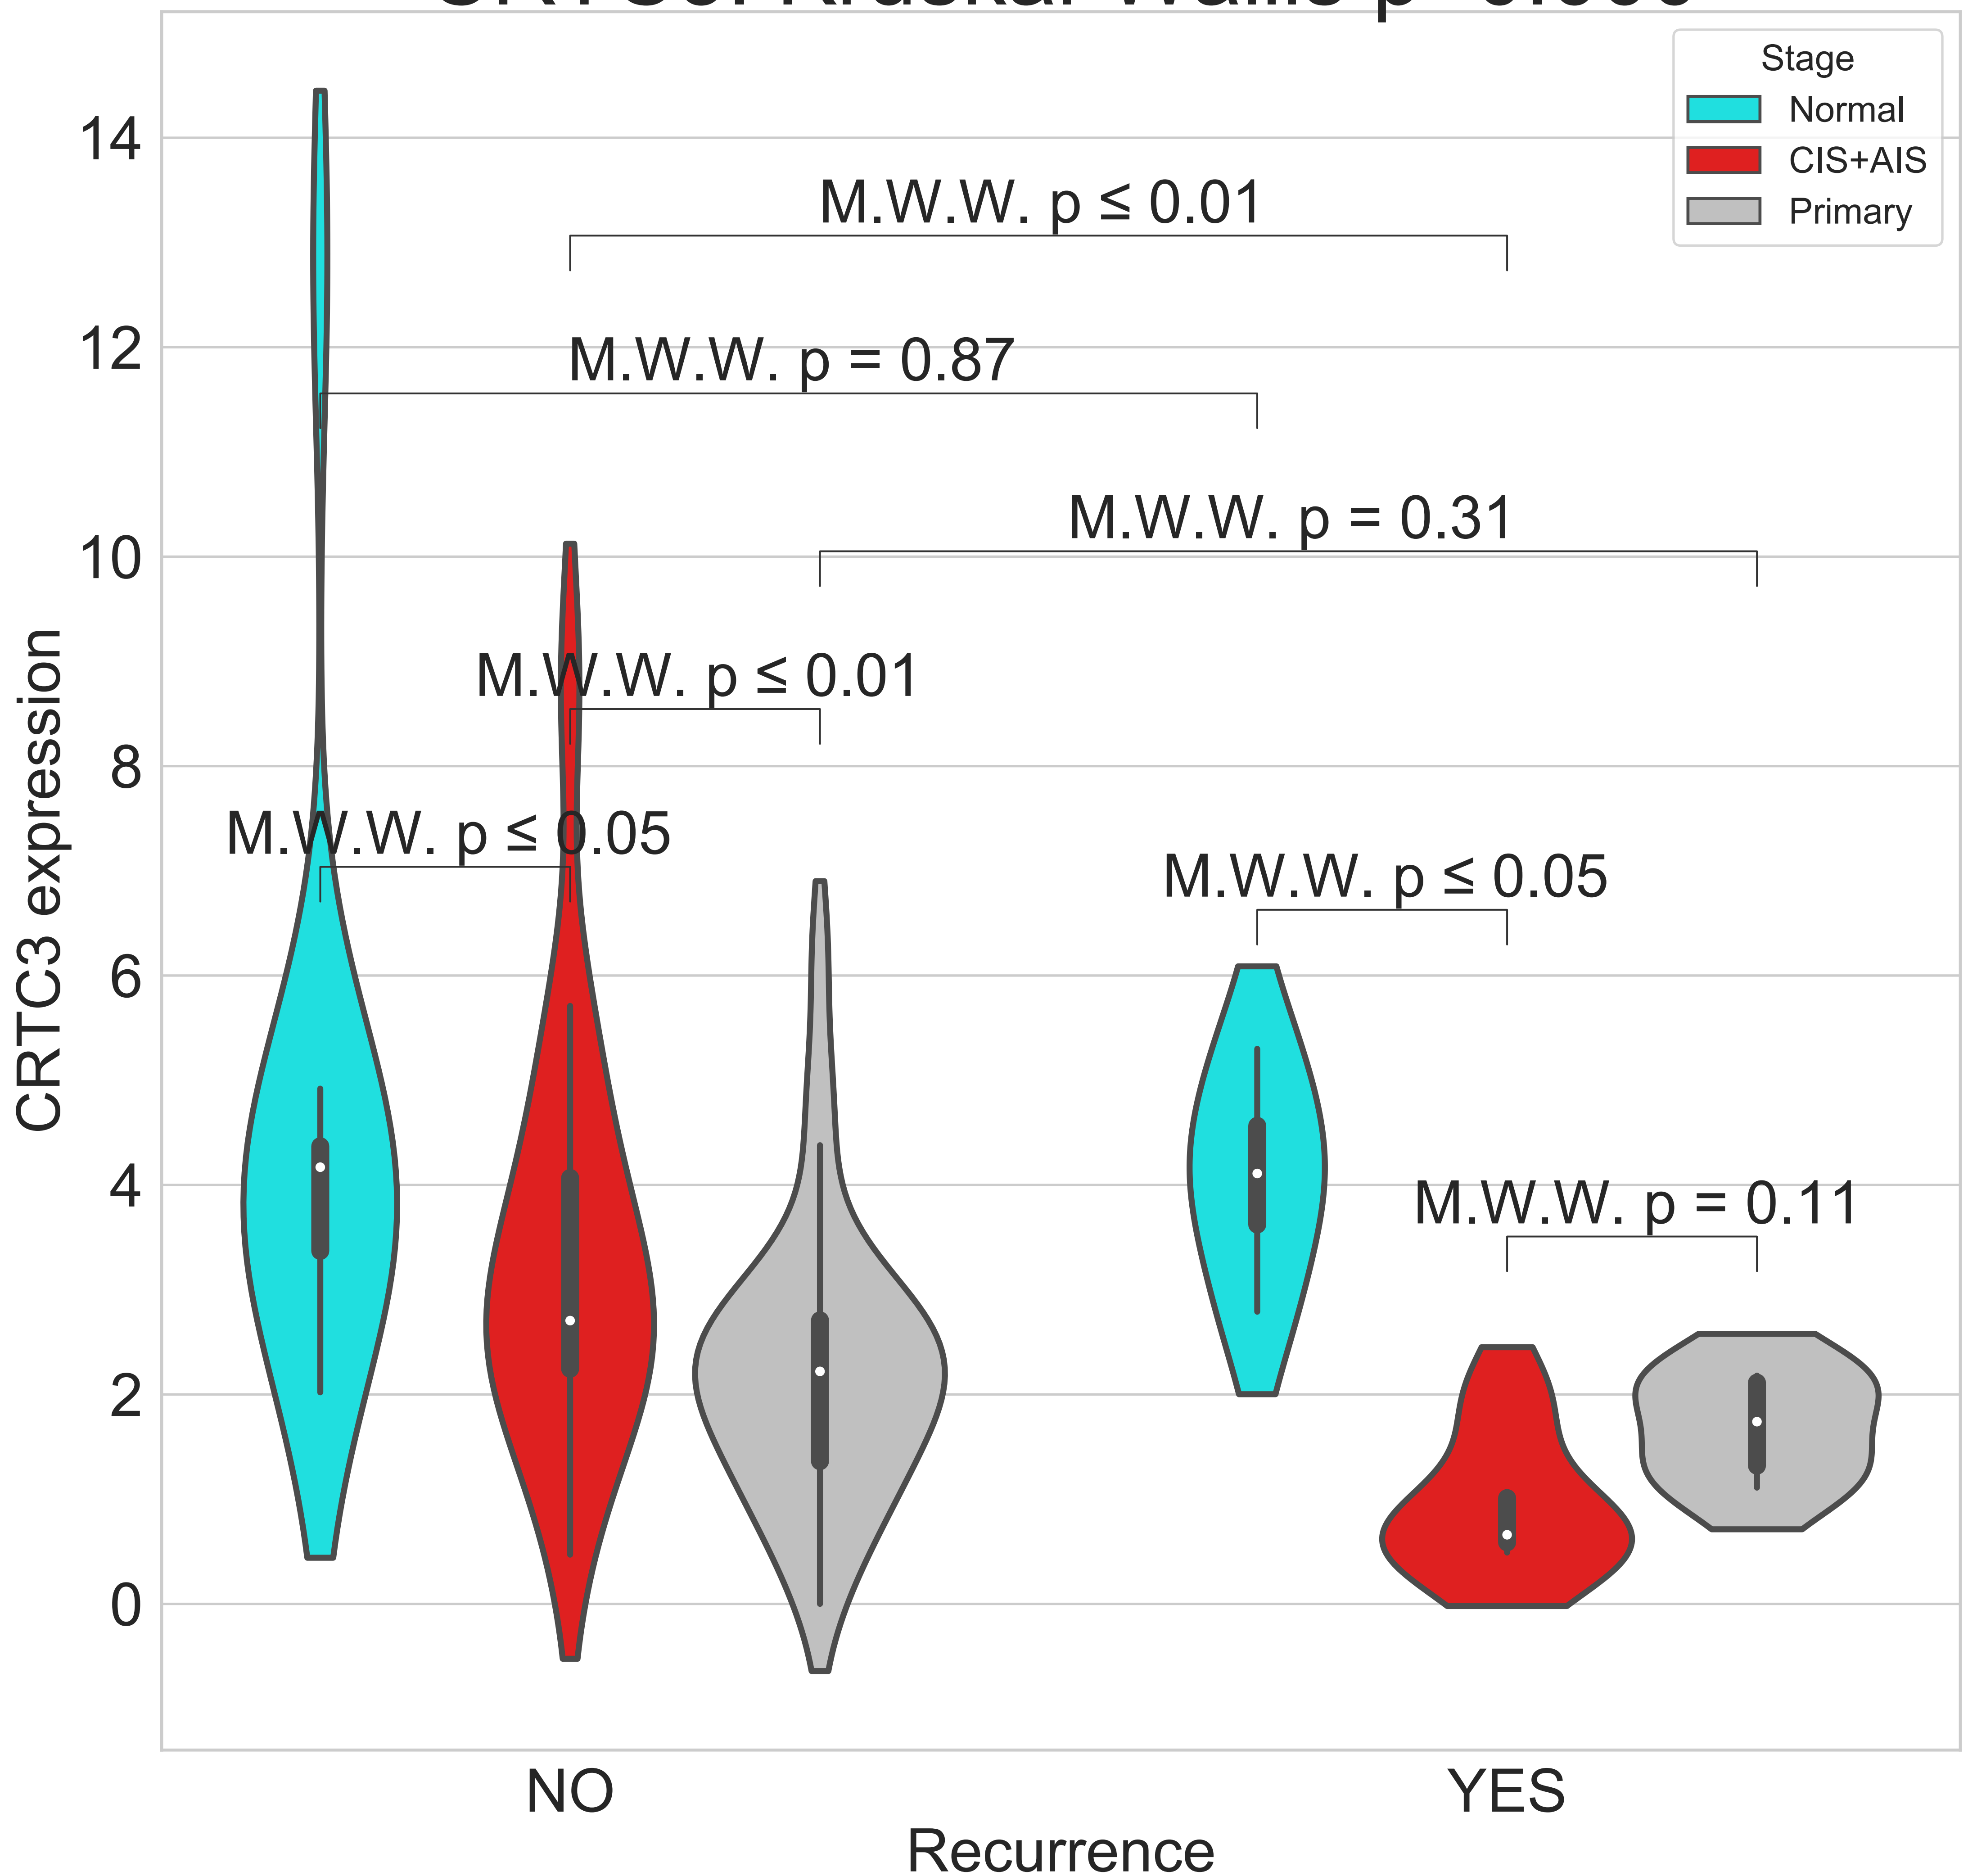 Stage
Normal
CIS+AIS
Primary
14
M.W.W. p ≤ 0.01
12
M.W.W. p = 0.87
10
M.W.W. p = 0.31
M.W.W. p ≤ 0.01
8
M.W.W. p ≤ 0.05
M.W.W. p ≤ 0.05
6
4
M.W.W. p = 0.11
2
0
CRTC3 expression
NO
YES
Recurrence